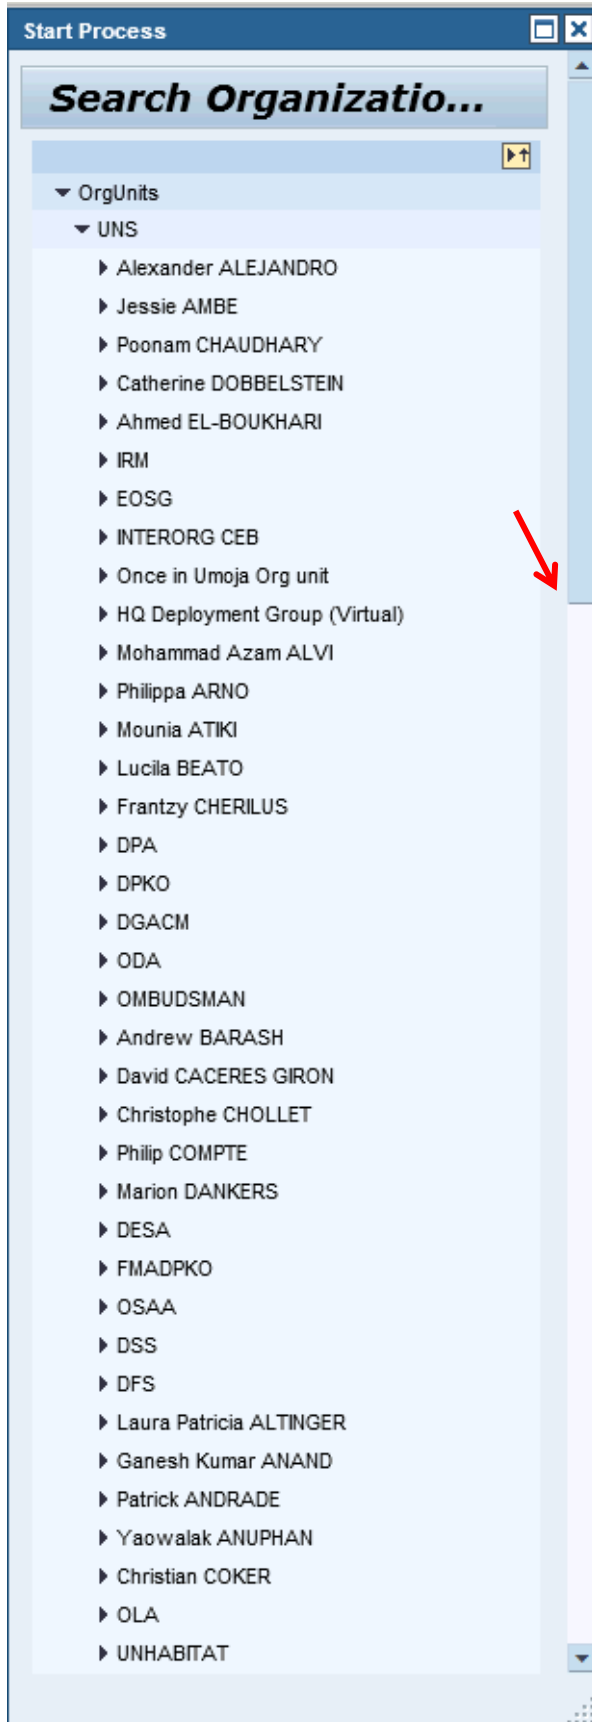 Start Process
Search Organizatio...
OrgUnits
UNS
Alexander ALEJANDRO
Jessie AMBE
Poonam CHAUDHARY
Catherine DOBBELSTEIN
Ahmed EL-BOUKHARI
IRM
EOSG
INTERORG CEB
Once in Umoja Org unit
HQ Deployment Group (Virtual)
Mohammad Azam ALVI
Philippa ARNO
Mounia ATIKI
Lucila BEATO
Frantzy CHERILUS
DPA
DPKO
DGACM
ODA
OMBUDSMAN
Andrew BARASH
David CACERES GIRON
Christophe CHOLLET
Philip COMPTE
Marion DANKERS
DESA
FMADPKO
OSAA
DSS
DFS
Laura Patricia ALTINGER
Ganesh Kumar ANAND
Patrick ANDRADE
Yaowalak ANUPHAN
Christian COKER
OLA
UNHABITAT